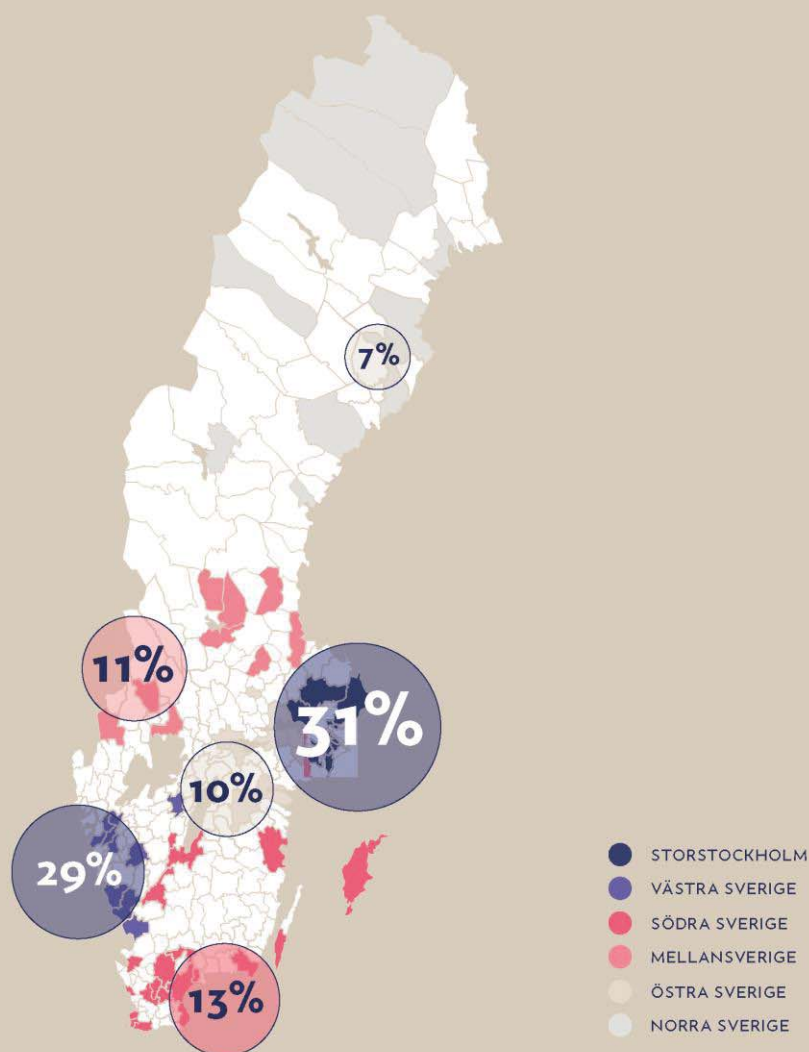 7%
11%
31%
10%
29%
13%
STORSTOCKHOLM
VÄSTRA SVERIGE
SÖDRA SVERIGE
MELLANSVERIGE
ÖSTRA SVERIGE
NORRA SVERIGE